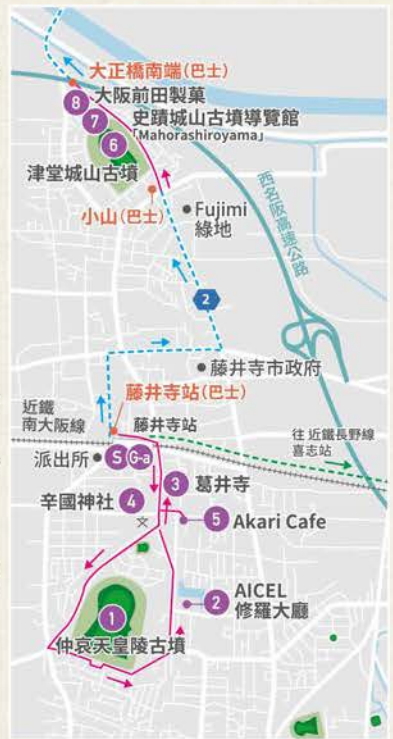 大正橋南端(巴士)
8
大阪前田製菓
7
史蹟城山古墳導覽館
「Mahorashiroyama」
6
津堂城山古墳
小山(巴士)
Fujimi
綠地
西名阪高速公路
2
藤井寺市政府
藤井寺站(巴士)
近鐵
南大阪線
藤井寺站
往 近鐵長野線
喜志站
派出所
S
G-a
3
葛井寺
辛國神社
4
5
Akari Cafe
1
仲哀天皇陵古墳
2
AICEL
修羅大廳